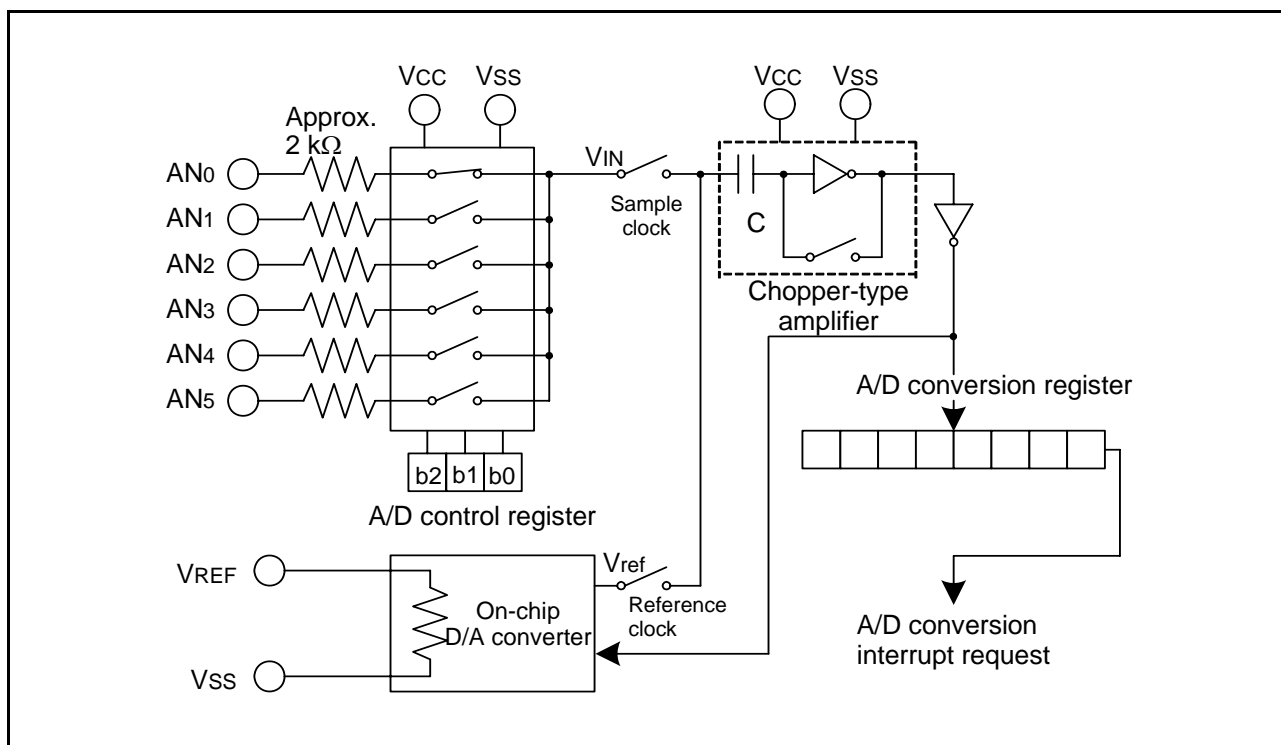 VCC
VSS
VCC
VSS
Approx.
2 kΩ
AN0
AN1
AN2
AN3
AN4
AN5
VIN
Sample
clock
C
Chopper-type
amplifier
b2 b1 b0
A/D control register
A/D conversion register
VREF
VSS
On-chip
D/A converter
Vref
Reference
clock
A/D conversion
interrupt request